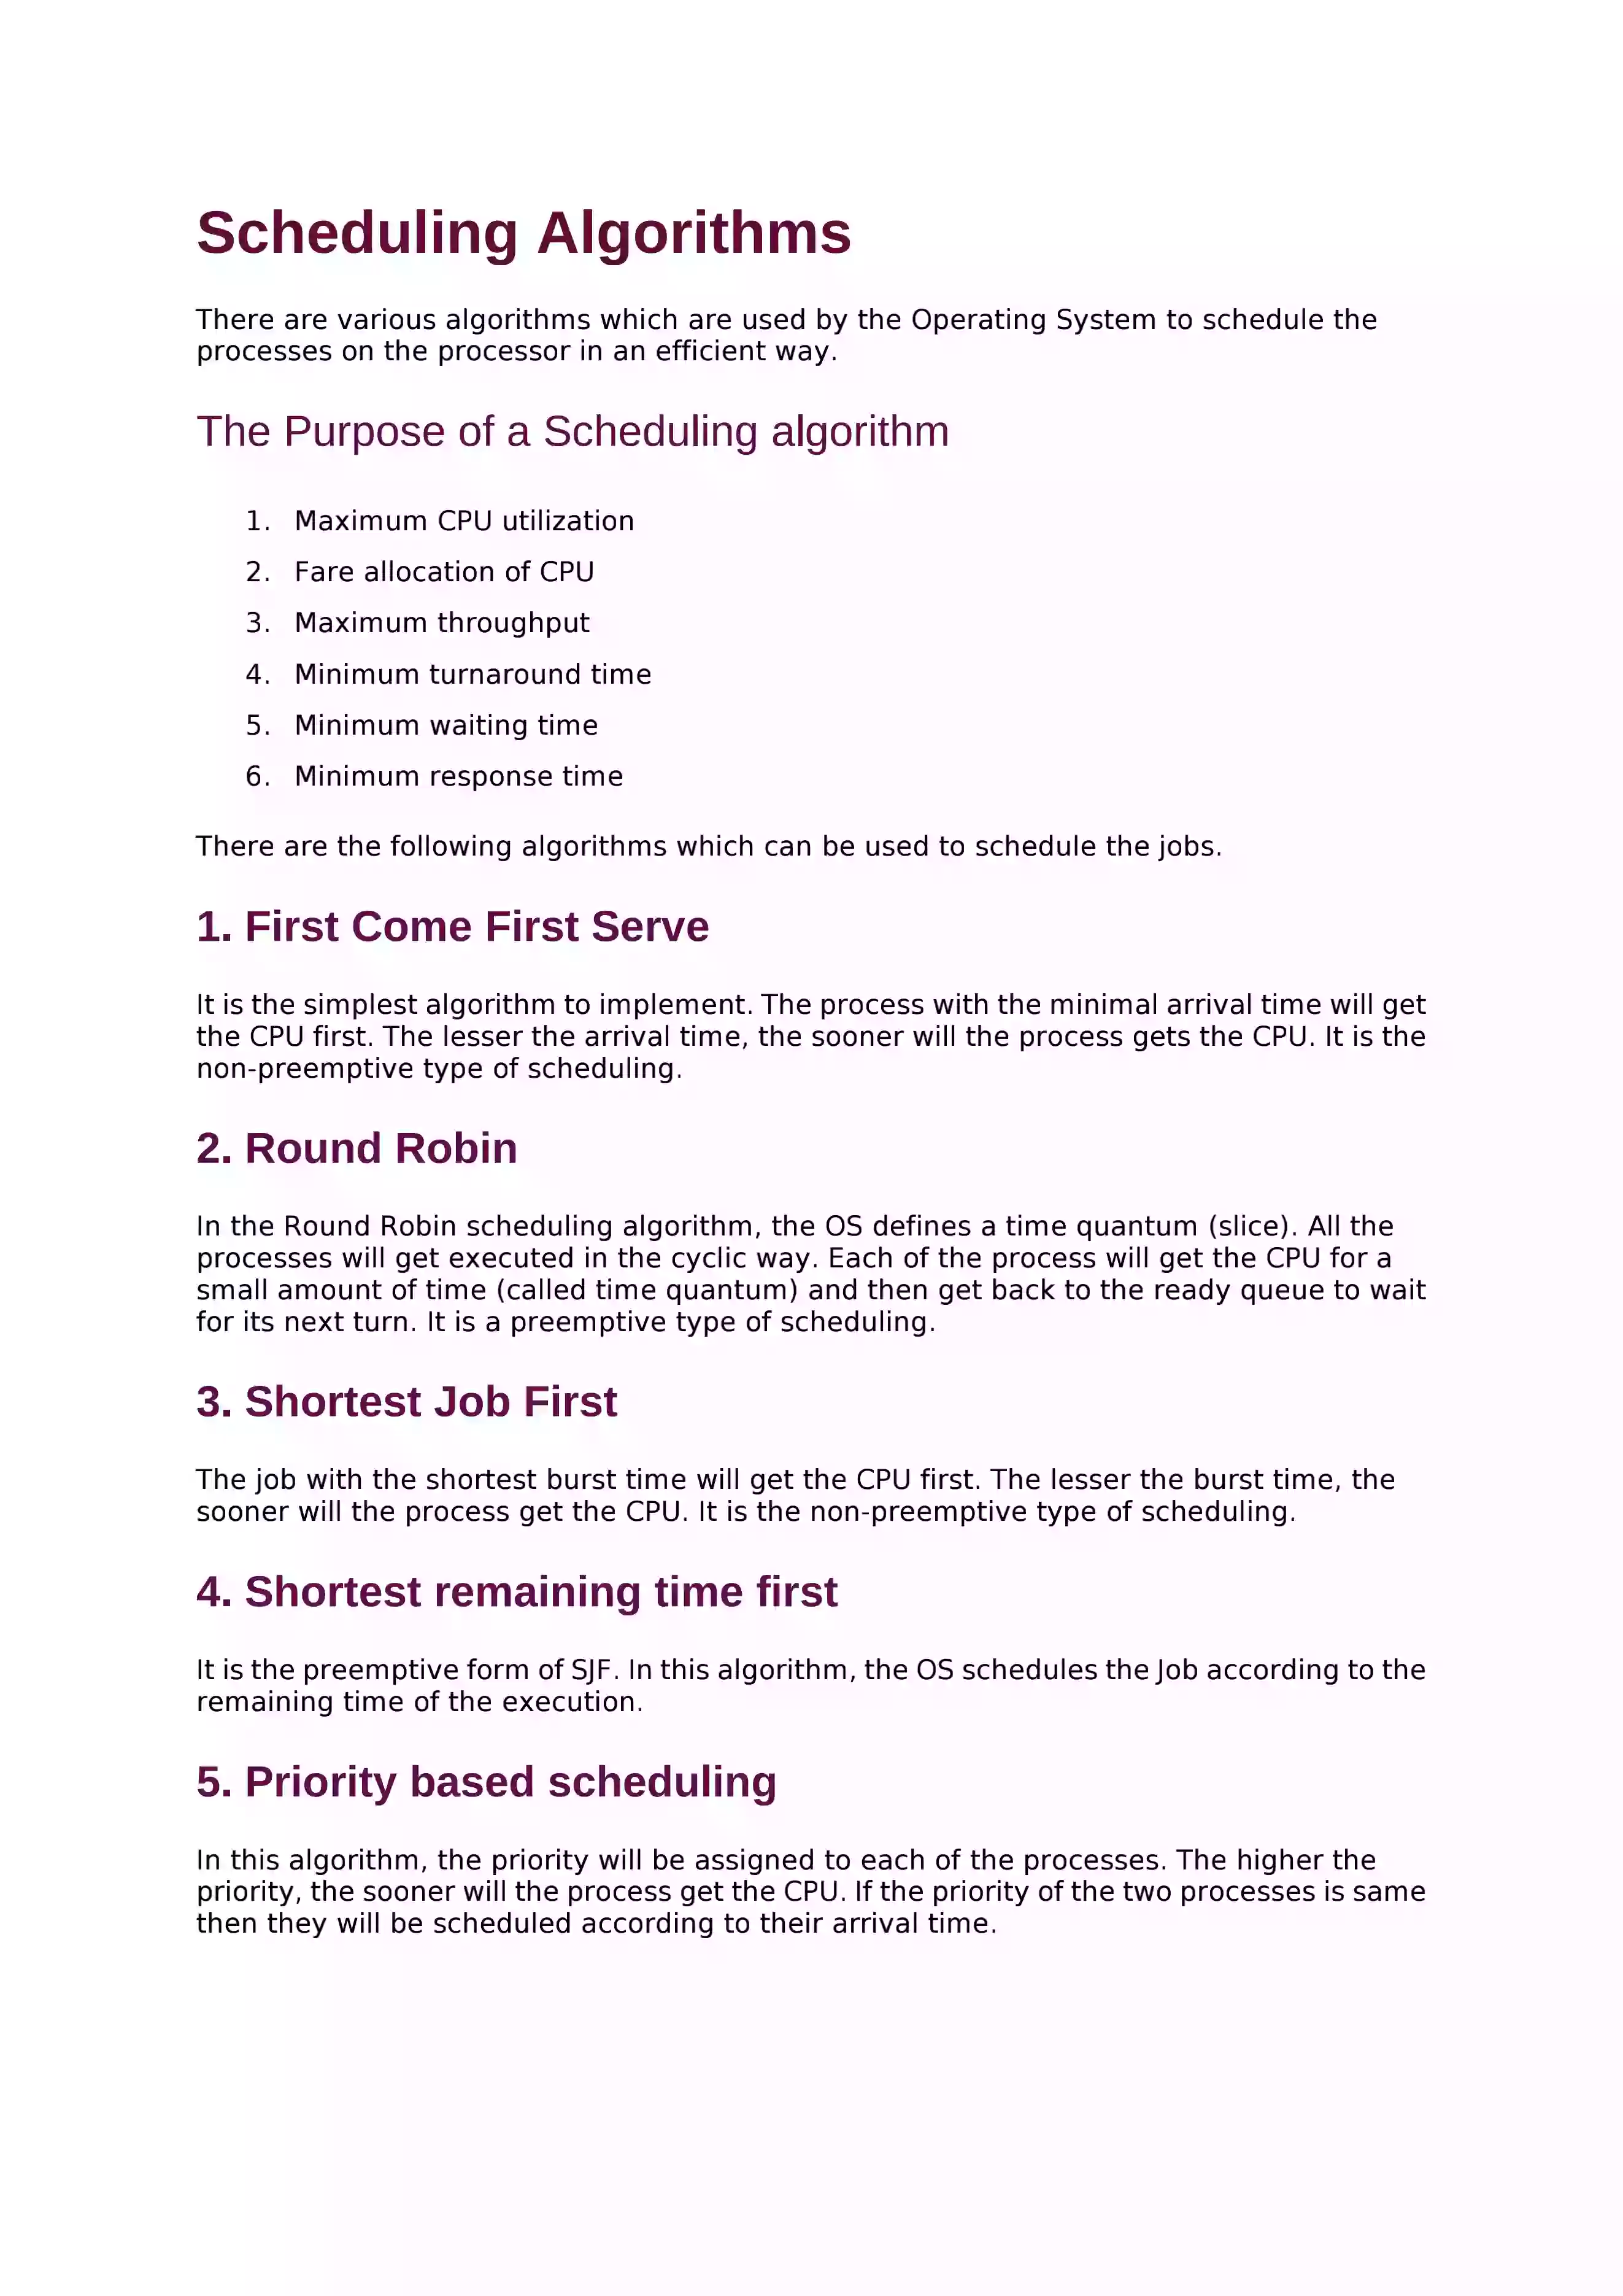 Scheduling Algorithms
There are various algorithms which are used by the Operating System to schedule the
processes on the processor in an efficient way.
The Purpose of a Scheduling algorithm
1. Maximum CPU utilization
2. Fare allocation of CPU
3. Maximum throughput
4. Minimum turnaround time
5. Minimum waiting time
6. Minimum response time
There are the following algorithms which can be used to schedule the jobs.
1. First Come First Serve
It is the simplest algorithm to implement. The process with the minimal arrival time will get
the CPU first. The lesser the arrival time, the sooner will the process gets the CPU. It is the
non-preemptive type of scheduling.
2. Round Robin
In the Round Robin scheduling algorithm, the OS defines a time quantum (slice). All the
processes will get executed in the cyclic way. Each of the process will get the CPU for a
small amount of time (called time quantum) and then get back to the ready queue to wait
for its next turn. It is a preemptive type of scheduling.
3. Shortest Job First
The job with the shortest burst time will get the CPU first. The lesser the burst time, the
sooner will the process get the CPU. It is the non-preemptive type of scheduling.
4. Shortest remaining time first
It is the preemptive form of SJF. In this algorithm, the OS schedules the Job according to the
remaining time of the execution.
5. Priority based scheduling
In this algorithm, the priority will be assigned to each of the processes. The higher the
priority, the sooner will the process get the CPU. If the priority of the two processes is same
then they will be scheduled according to their arrival time.